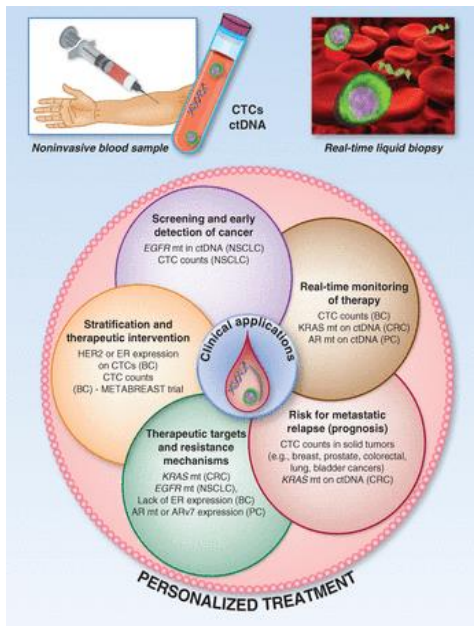 CTCs
ctDNA
Noninvasive blood sample
Real-time liquid biopsy
Screening and early
detection of cancer
EGFR mt in ctDNA (NSCLC)
CTC counts (NSCLC)
Real-time monitoring
of therapy
CTC counts (BC)
KRAS mt on ctDNA (CRC)
AR mt on ctDNA (PC)
Stratification and
therapeutic intervention
HER2 or ER expression
on CTCs (BC)
CTC counts
(BC) - METABREAST trial
Clinical applications
Risk for metastatic
relapse (prognosis)
CTC counts in solid tumors
(e.g., breast, prostate, colorectal,
lung, bladder cancers)
KRAS mt on ctDNA (CRC)
Therapeutic targets
and resistance
mechanisms
KRAS mt (CRC)
EGFR mt (NSCLC),
Lack of ER expression (BC)
AR mt or ARv7 expression (PC)
PERSONALIZED TREATMENT